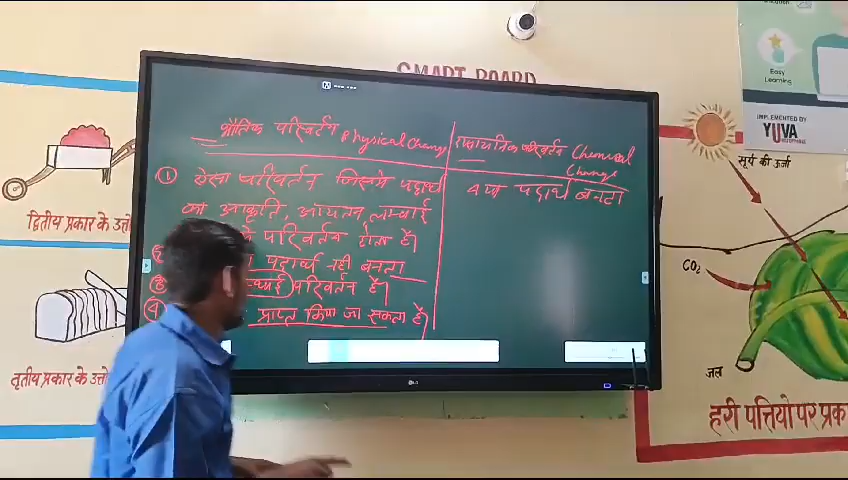 SMART BOARD
भौतिक परिवर्तन Physical Change
रासायनिक परिवर्तन Chemical Change
① ऐसा परिवर्तन जिसमे पदार्थ
की आकृति, आयतन, लम्बाई
परिवर्तन होता है।
पदार्थ नही बनता
परिवर्तन है।
④ प्राप्त किया जा सकता है।
नया पदार्थ बनता
द्वितीय प्रकार के उत्तो
तृतीय प्रकार के उत्तो
Easy
Learning
IMPLEMENTED BY
YUVA
सूर्य की ऊर्जा
CO₂
जल
हरी पत्तियो पर प्रका
LG